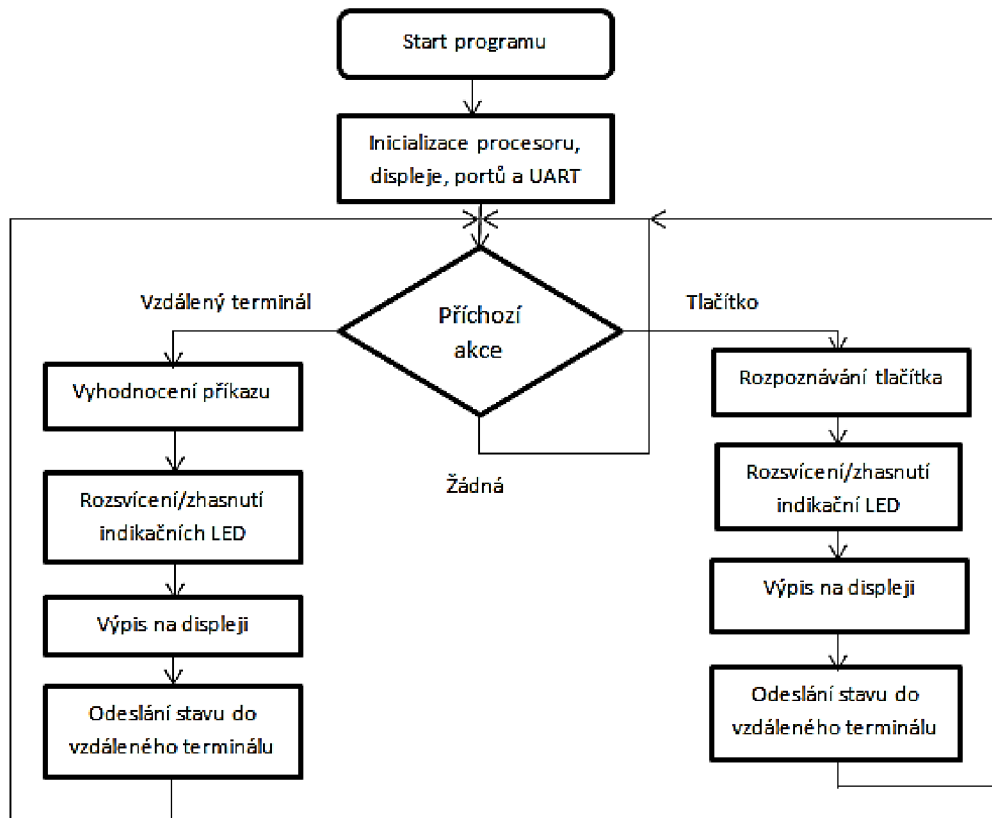 Start programu
Inicializace procesoru,
displeje, portů a UART
Vzdálený terminál
Příchozí
akce
Tlačítko
Žádná
Vyhodnocení příkazu
Rozsvícení/zhasnutí
indikačních LED
Výpis na displeji
Odeslání stavu do
vzdáleného terminálu
Rozpoznávání tlačítka
Rozsvícení/zhasnutí
indikační LED
Výpis na displeji
Odeslání stavu do
vzdáleného terminálu